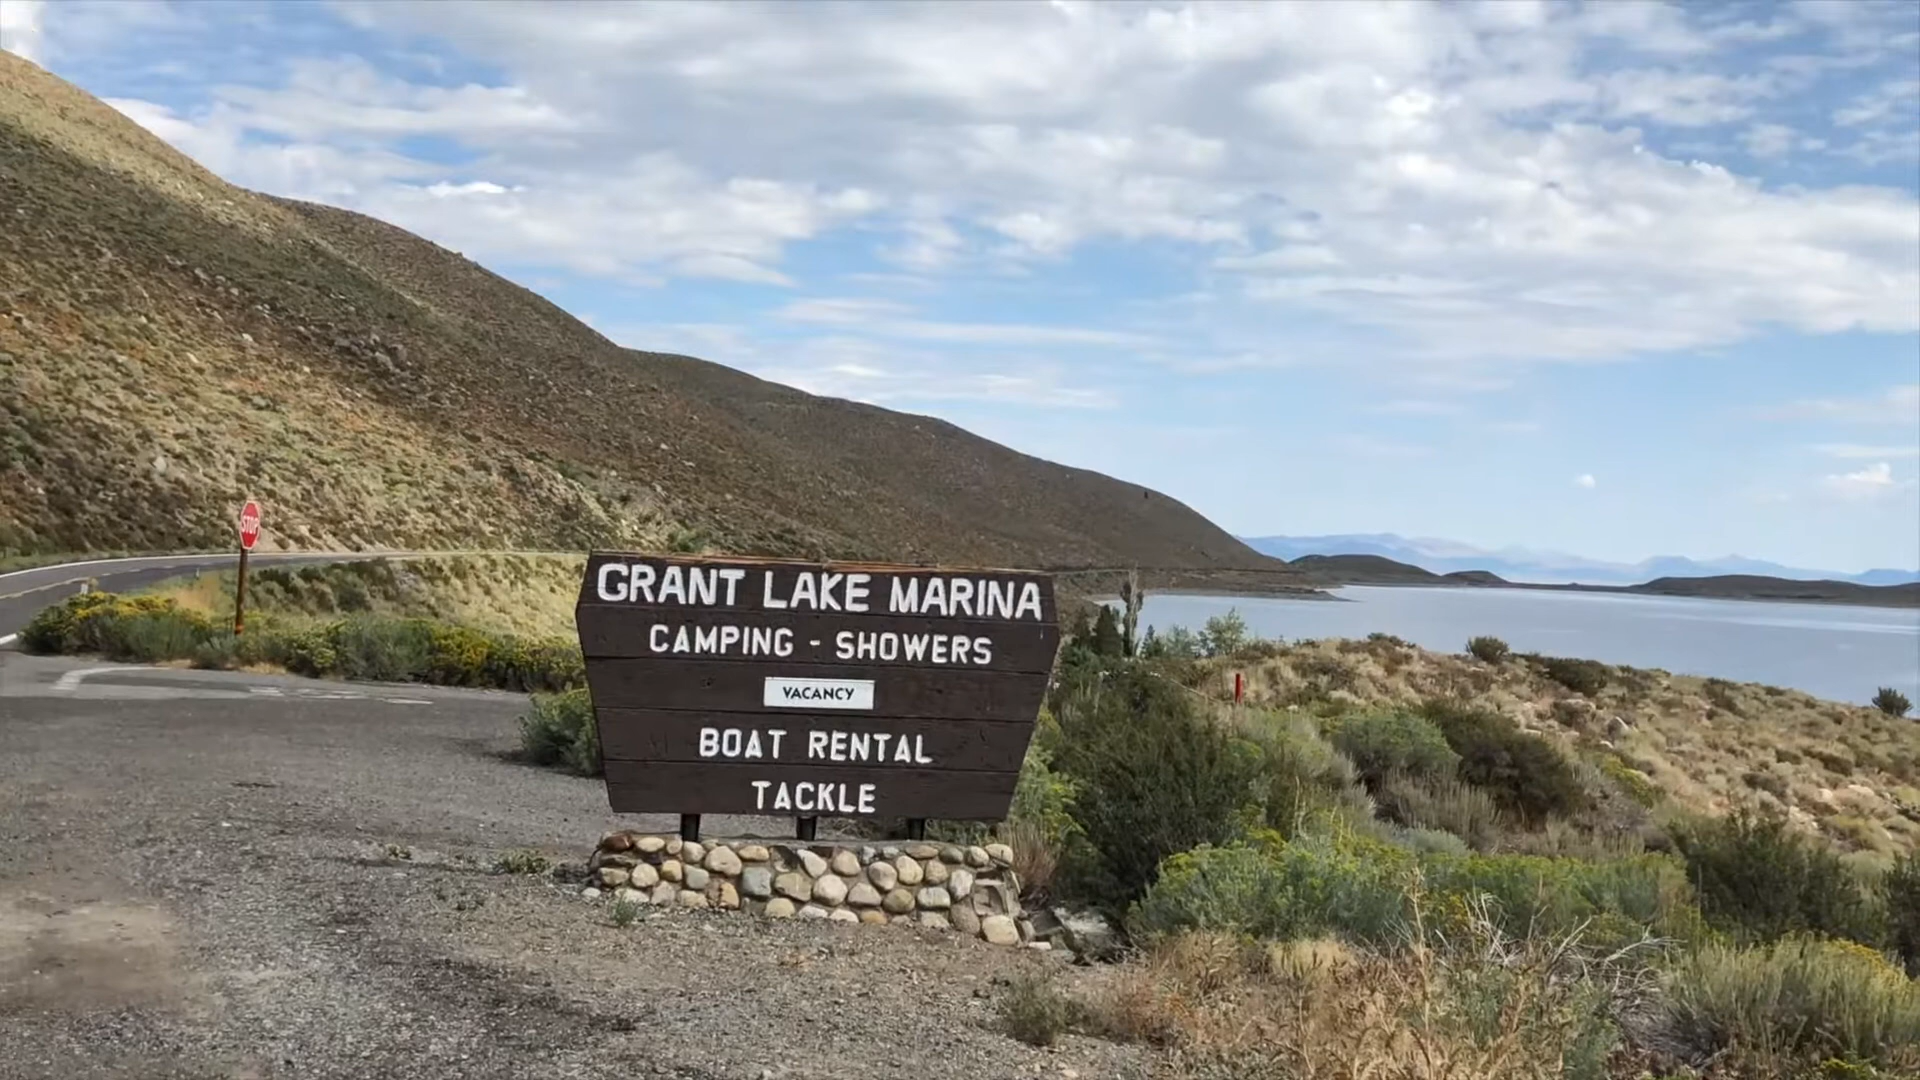 STOP
GRANT LAKE MARINA
CAMPING - SHOWERS
VACANCY
BOAT RENTAL
TACKLE